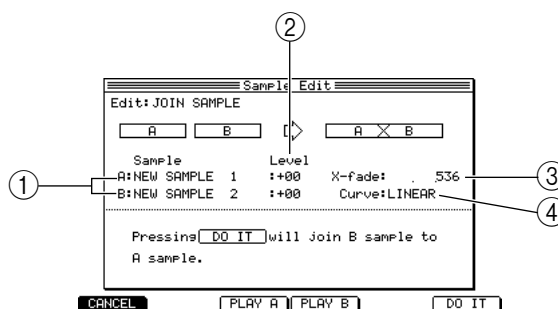 ②
Sample Edit
Edit:JOIN SAMPLE
A B A B
Sample Level
① A:NEW SAMPLE 1 :+00 X-fade: . 536 ③
B:NEW SAMPLE 2 :+00 Curve:LINEAR ④
Pressing DO IT will join B sample to
A sample.
CANCEL PLAY A PLAY B DO IT